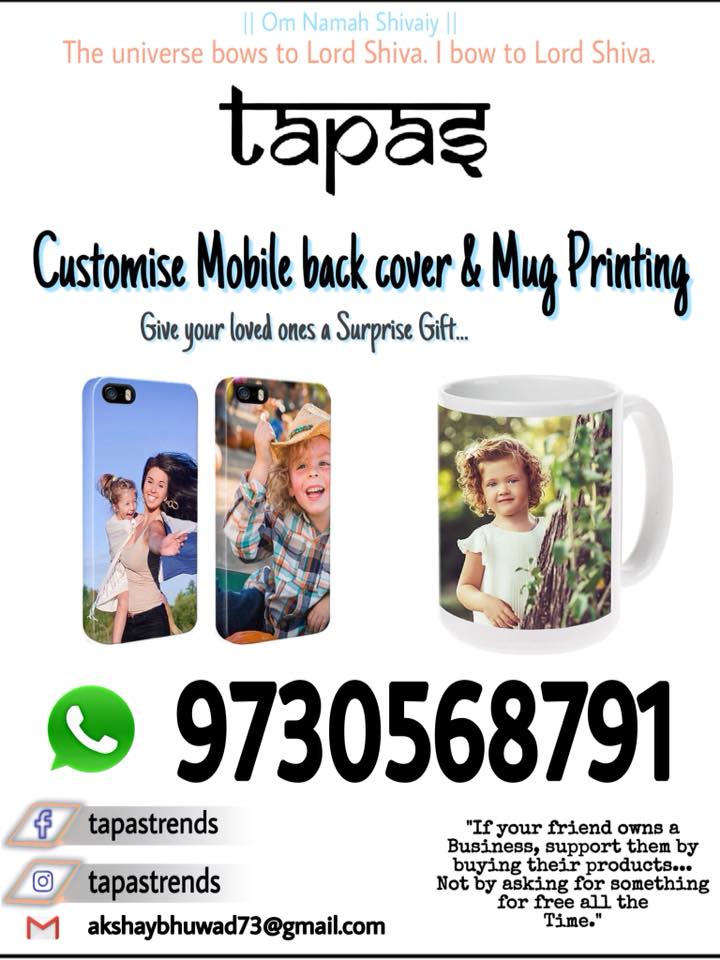 || Om Namah Shivaiy ||
The universe bows to Lord Shiva. I bow to Lord Shiva.
tapas
Customise Mobile back cover & Mug Printing
Give your loved ones a Surprise Gift...
9730568791
tapastrends
tapastrends
akshaybhuwad73@gmail.com
"If your friend owns a
Business, support them by
buying their products...
Not by asking for something
for free all the
Time."